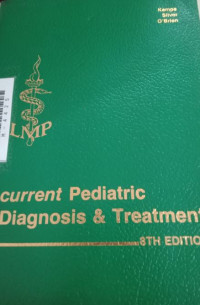 Kempe
Silver
O'Brien
LMP
current Pediatric
Diagnosis & Treatment
8TH EDITION